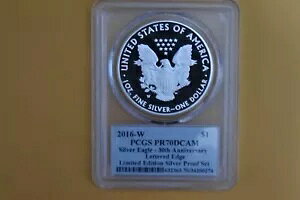 UNITED STATES OF AMERICA
1 OZ. FINE SILVER~ONE DOLLAR
2016-W $1
PCGS PR70DCAM
Silver Eagle - 30th Anniversary
Lettered Edge
Limited Edition Silver Proof Set